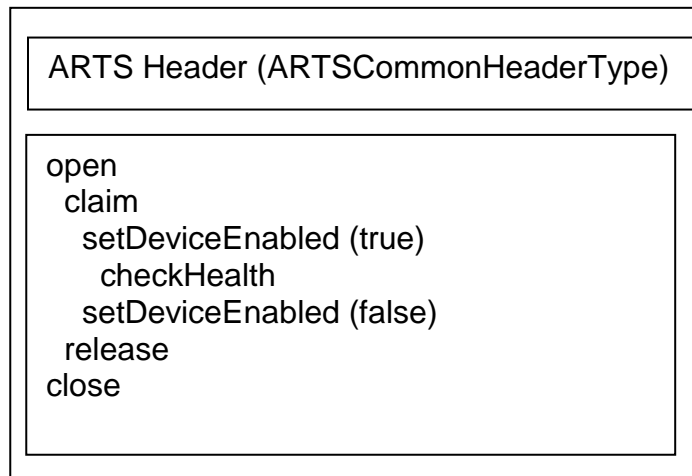 ARTS Header (ARTSCommonHeaderType)
open
claim
setDeviceEnabled (true)
checkHealth
setDeviceEnabled (false)
release
close